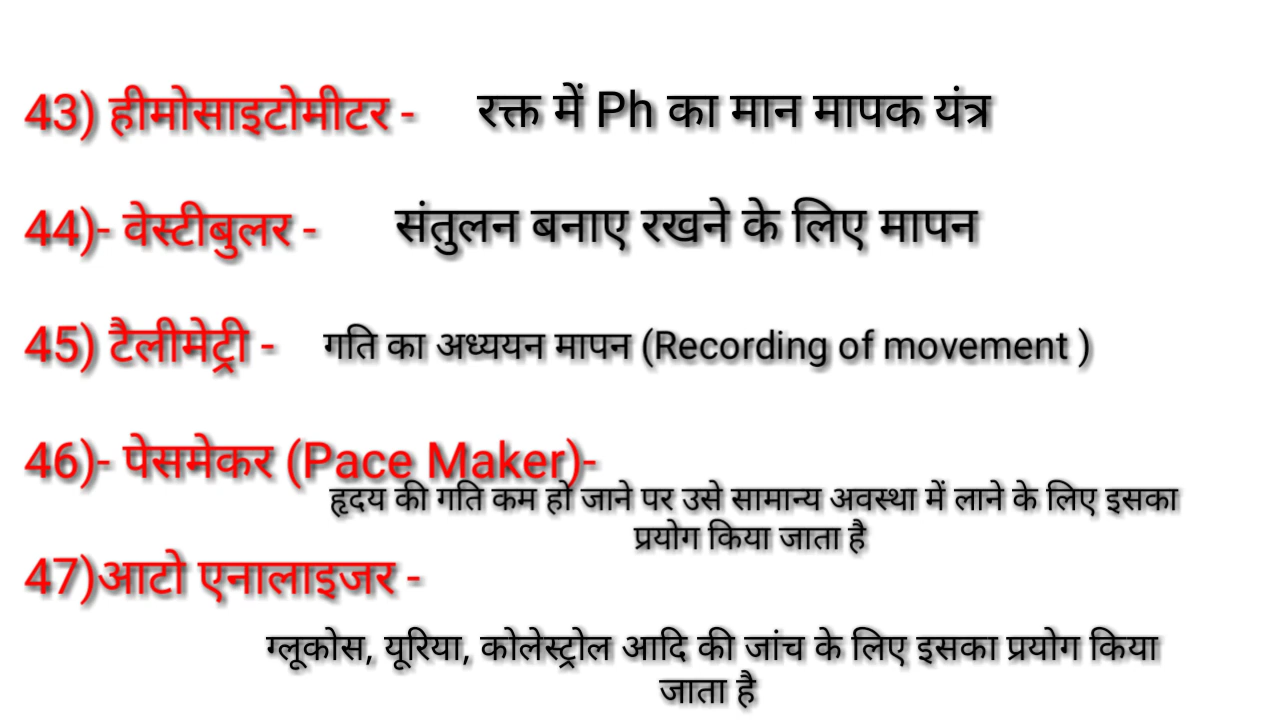 43) हीमोसाइटोमीटर - रक्त में Ph का मान मापक यंत्र
44)- वेस्टीबुलर - संतुलन बनाए रखने के लिए मापन
45) टैलीमेट्री - गति का अध्ययन मापन (Recording of movement )
46)- पेसमेकर (Pace Maker)-
हृदय की गति कम हो जाने पर उसे सामान्य अवस्था में लाने के लिए इसका
प्रयोग किया जाता है
47)आटो एनालाइजर -
ग्लूकोस, यूरिया, कोलेस्ट्रोल आदि की जांच के लिए इसका प्रयोग किया
जाता है